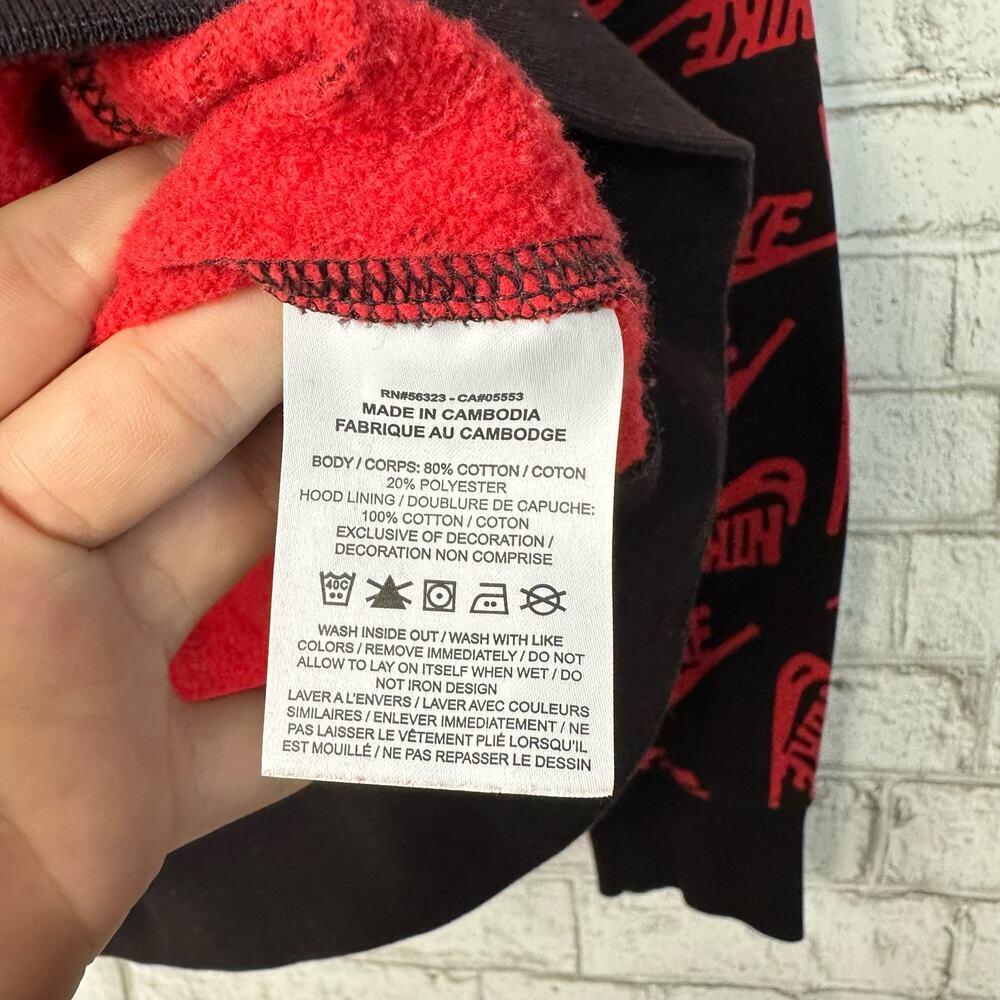 NIKE
NIKE
RN#56323 - CA#05553
MADE IN CAMBODIA
FABRIQUE AU CAMBODGE
BODY / CORPS: 80% COTTON / COTON
20% POLYESTER
HOOD LINING / DOUBLURE DE CAPUCHE:
100% COTTON / COTON
EXCLUSIVE OF DECORATION /
DECORATION NON COMPRISE
40C
WASH INSIDE OUT / WASH WITH LIKE
COLORS / REMOVE IMMEDIATELY / DO NOT
ALLOW TO LAY ON ITSELF WHEN WET / DO
NOT IRON DESIGN
LAVER A L'ENVERS / LAVER AVEC COULEURS
SIMILAIRES / ENLEVER IMMEDIATEMENT / NE
PAS LAISSER LE VÊTEMENT PLIÉ LORSQU'IL
EST MOUILLÉ / NE PAS REPASSER LE DESSIN
NIKE
NIKE